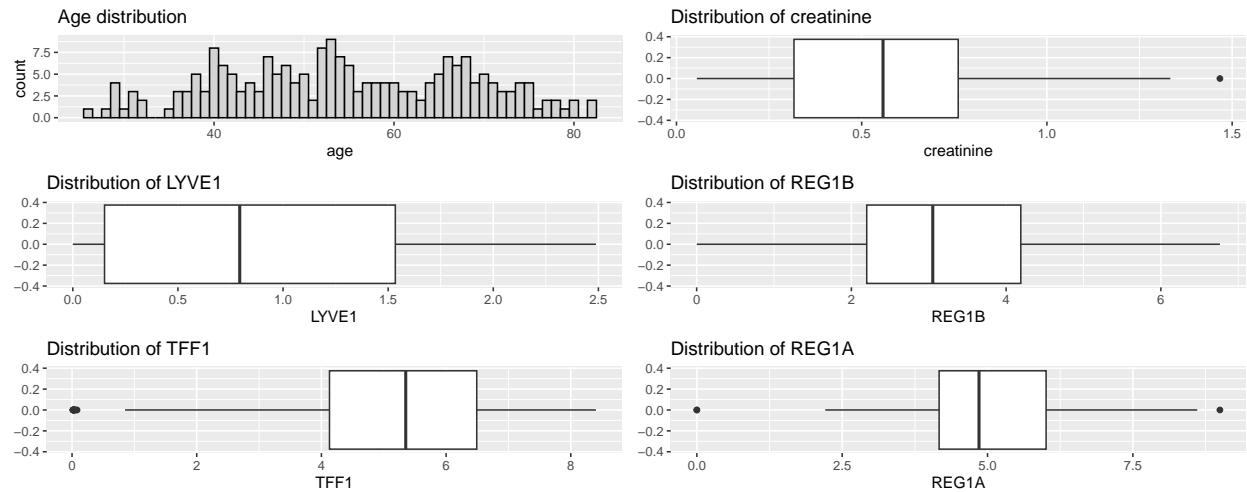 Age distribution
7.5
5.0
2.5
0.0
count
40 60 80
age
Distribution of creatinine
0.4
0.2
0.0
−0.2
−0.4
0.0 0.5 1.0 1.5
creatinine
Distribution of LYVE1
0.4
0.2
0.0
−0.2
−0.4
0.0 0.5 1.0 1.5 2.0 2.5
LYVE1
Distribution of REG1B
0.4
0.2
0.0
−0.2
−0.4
0 2 4 6
REG1B
Distribution of TFF1
0.4
0.2
0.0
−0.2
−0.4
0 2 4 6 8
TFF1
Distribution of REG1A
0.4
0.2
0.0
−0.2
−0.4
0.0 2.5 5.0 7.5
REG1A